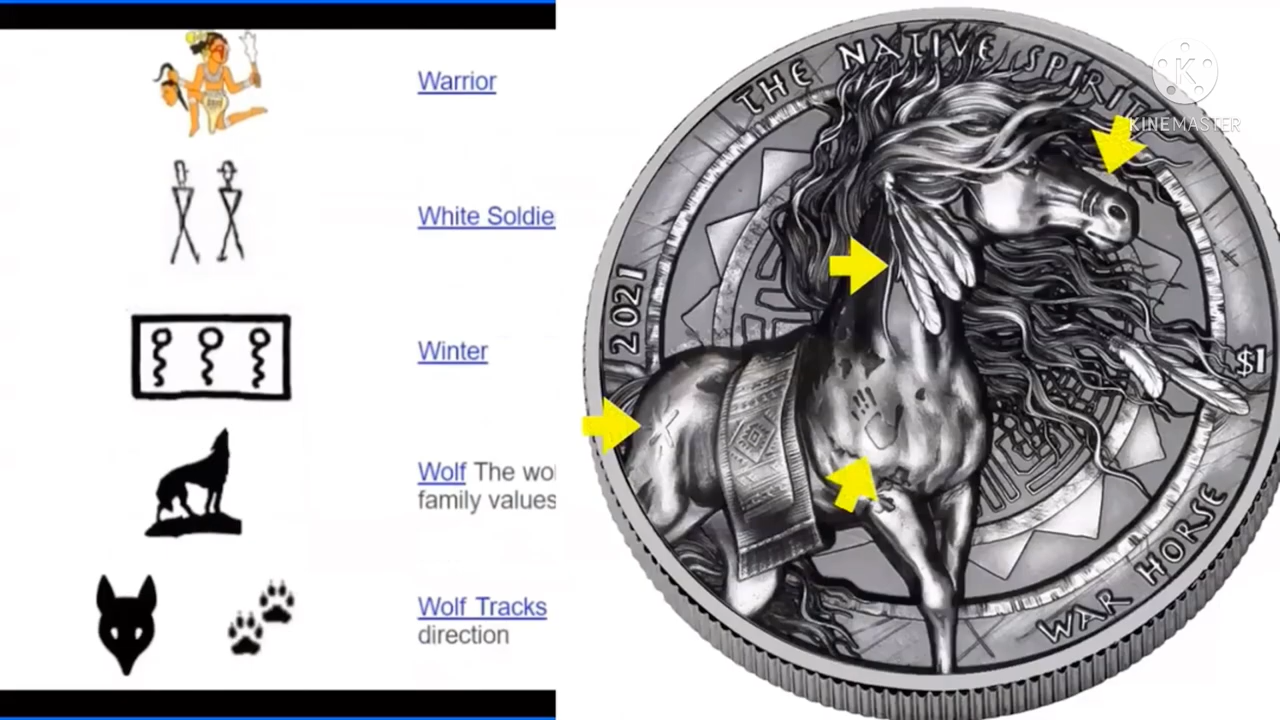 Warrior
White Soldie
Winter
Wolf The wo
family values
Wolf Tracks
direction
THE NATIVE SPIRIT
2021
$1
WAR HORSE
K
KINEMASTER